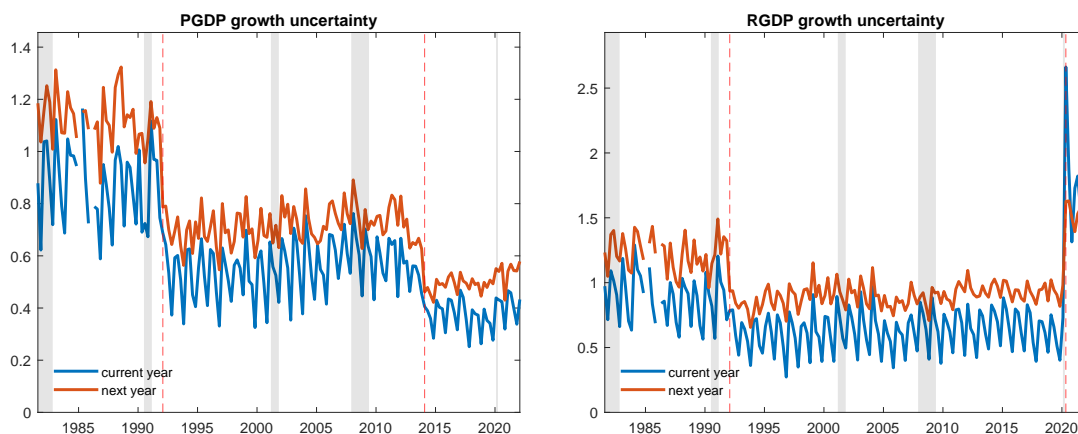 PGDP growth uncertainty
1.4
1.2
1
0.8
0.6
0.4
0.2
0
current year
next year
1985 1990 1995 2000 2005 2010 2015 2020
RGDP growth uncertainty
2.5
2
1.5
1
0.5
0
current year
next year
1985 1990 1995 2000 2005 2010 2015 2020